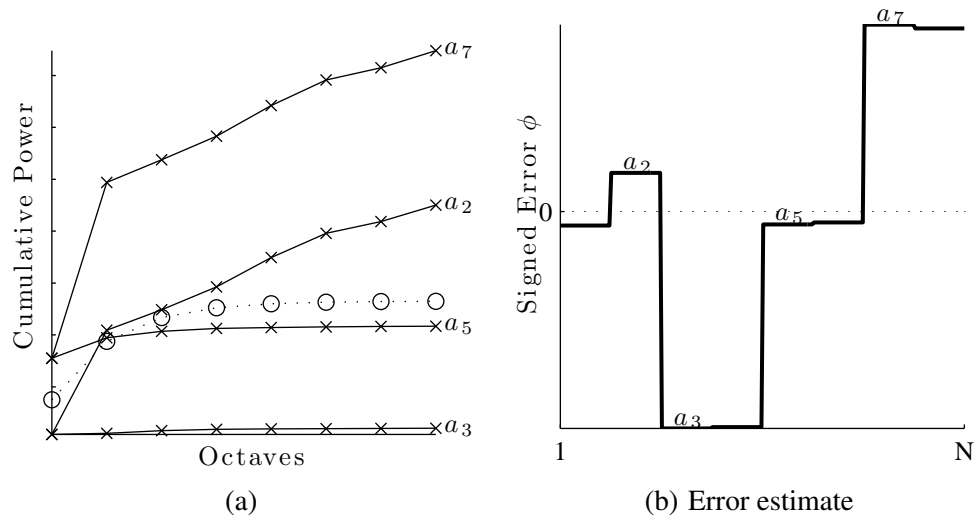 Cumulative Power
a7
a2
a5
a3
Octaves
(a)
Signed Error ϕ
0
a2
a3
a5
a7
1
N
(b) Error estimate